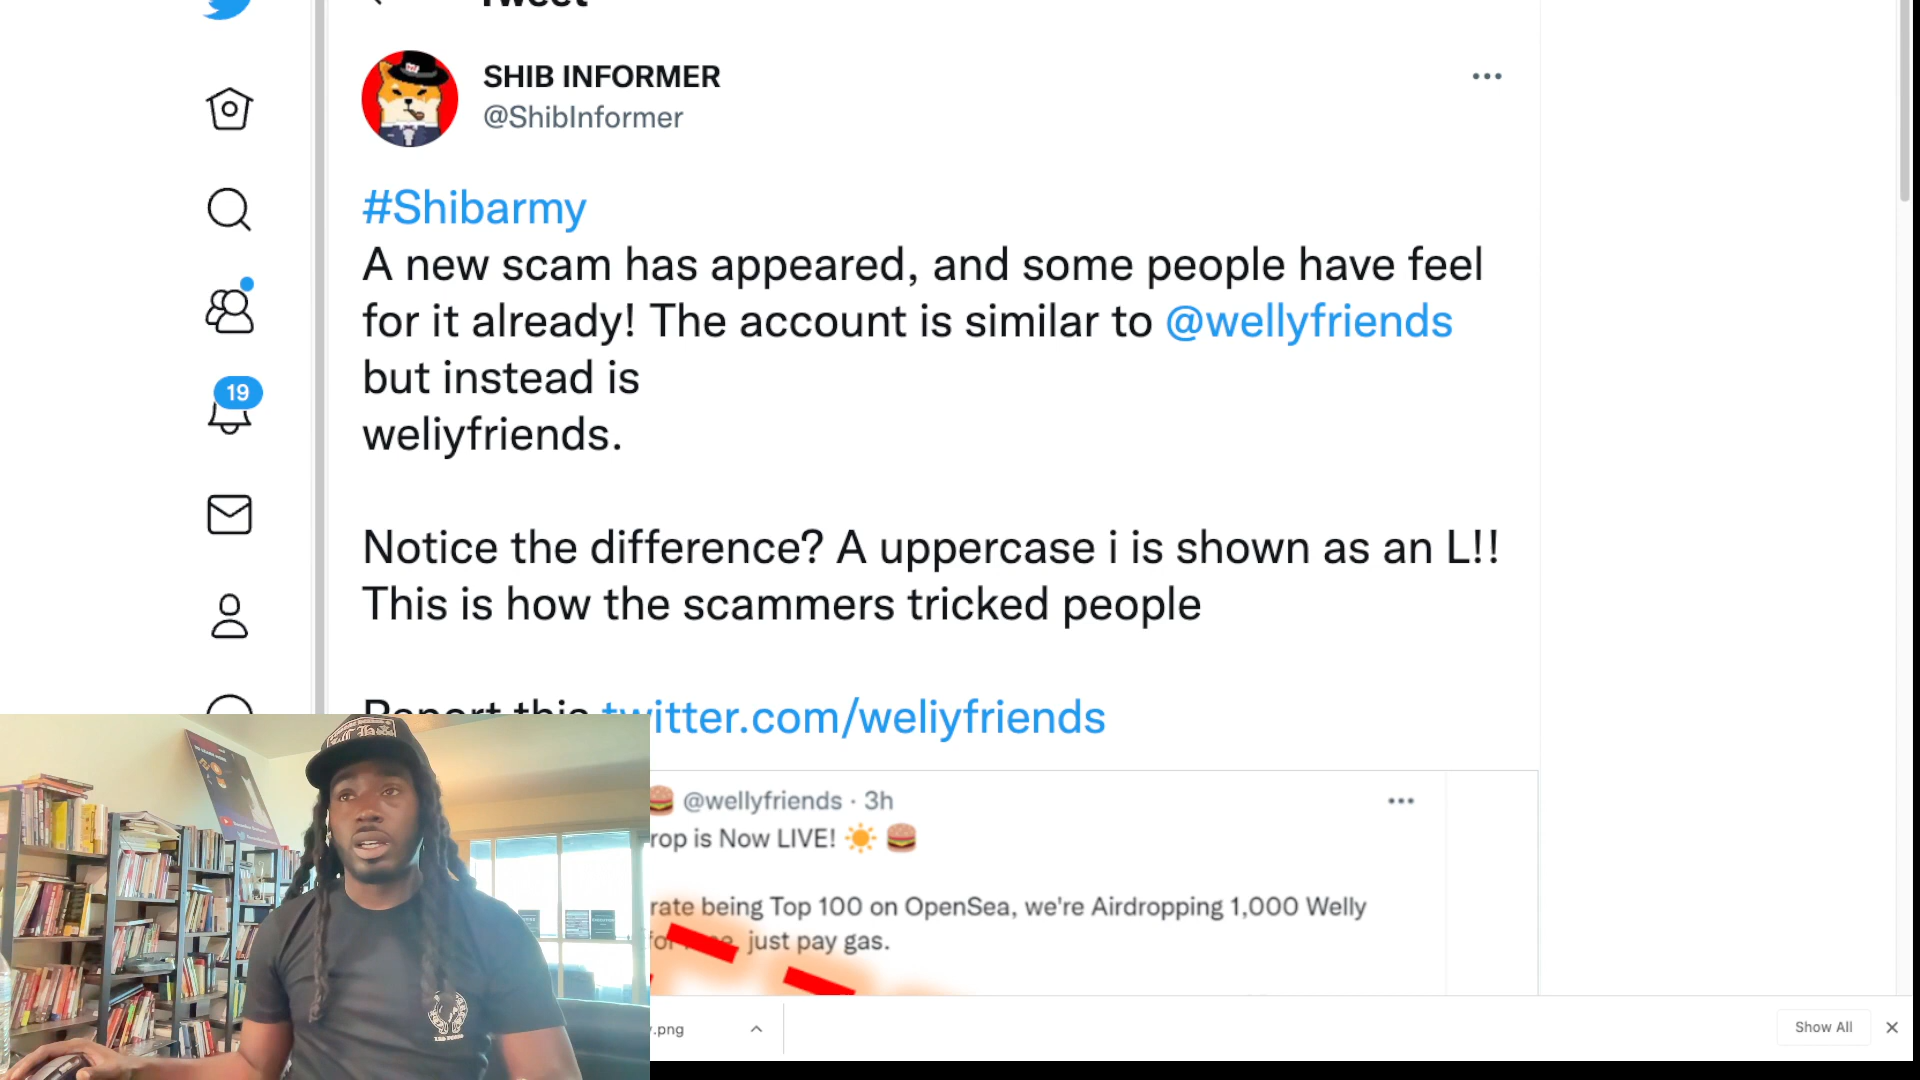 Tweet
SHIB INFORMER
@ShibInformer
#Shibarmy
A new scam has appeared, and some people have feel
for it already! The account is similar to @wellyfriends
but instead is
weliyfriends.
Notice the difference? A uppercase i is shown as an L!!
This is how the scammers tricked people
Report this twitter.com/weliyfriends
19
@wellyfriends · 3h
rop is Now LIVE!
rate being Top 100 on OpenSea, we're Airdropping 1,000 Welly
just pay gas.
.png
Show All